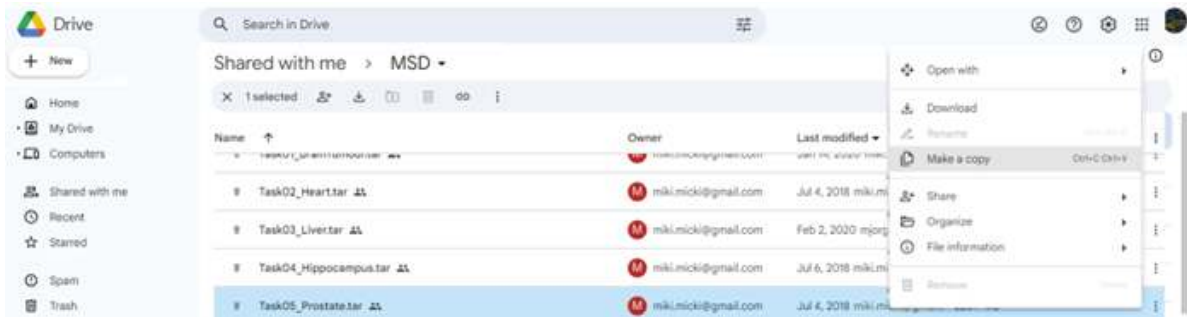 Drive
Search in Drive
New
Shared with me > MSD
Open with
1 selected
Home
Download
My Drive
Name
Owner
Last modified
Rename
Computers
Make a copy
Ctrl+C Ctrl+V
Task02_Heart.tar
miki.micki@gmail.com
Jul 4, 2018
Shared with me
Share
Recent
Task03_Liver.tar
miki.micki@gmail.com
Feb 2, 2020
Organize
Starred
File information
Task04_Hippocampus.tar
miki.micki@gmail.com
Jul 6, 2018
Spam
Remove
Trash
Task05_Prostate.tar
miki.micki@gmail.com
Jul 4, 2018